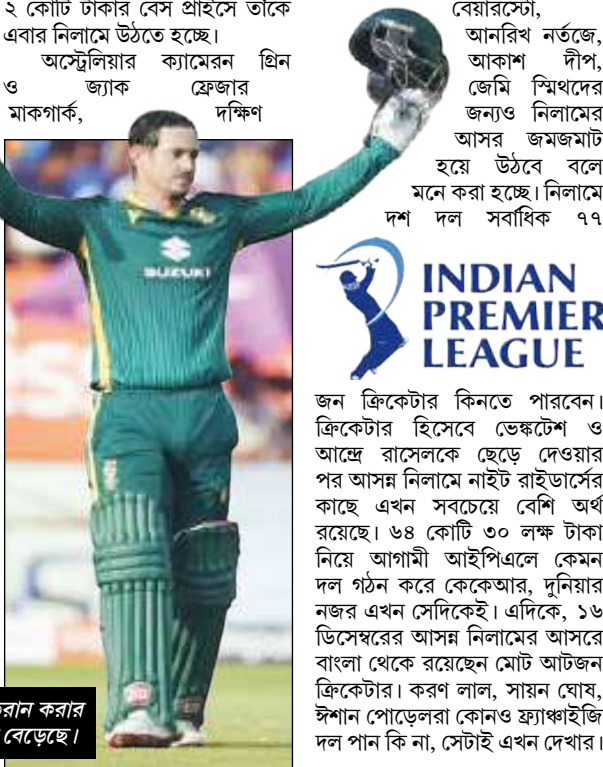 ২ কোটি টাকার বেস প্রাইসে তাঁকে
এবার নিলামে উঠতে হচ্ছে।
অস্ট্রেলিয়ার ক্যামেরন গ্রিন
ও জ্যাক ফ্রেজার
মাকগার্ক, দক্ষিণ
SUZUKI
রান করার
বেড়েছে।
বেয়ারস্টো,
আনরিখ নর্তজে,
আকাশ দীপ,
জেমি স্মিথদের
জন্যও নিলামের
আসর জমজমাট
হয়ে উঠবে বলে
মনে করা হচ্ছে। নিলামে
দশ দল সর্বাধিক ৭৭
INDIAN
PREMIER
LEAGUE
জন ক্রিকেটার কিনতে পারবেন।
ক্রিকেটার হিসেবে ভেঙ্কটেশ ও
আন্দ্রে রাসেলকে ছেড়ে দেওয়ার
পর আসন্ন নিলামে নাইট রাইডার্সের
কাছে এখন সবচেয়ে বেশি অর্থ
রয়েছে। ৬৪ কোটি ৩০ লক্ষ টাকা
নিয়ে আগামী আইপিএলে কেমন
দল গঠন করে কেকেআর, দুনিয়ার
নজর এখন সেদিকেই। এদিকে, ১৬
ডিসেম্বরের আসন্ন নিলামের আসরে
বাংলা থেকে রয়েছেন মোট আটজন
ক্রিকেটার। করণ লাল, সায়ন ঘোষ,
ঈশান পোড়েলরা কোনও ফ্র্যাঞ্চাইজি
দল পান কি না, সেটাই এখন দেখার।